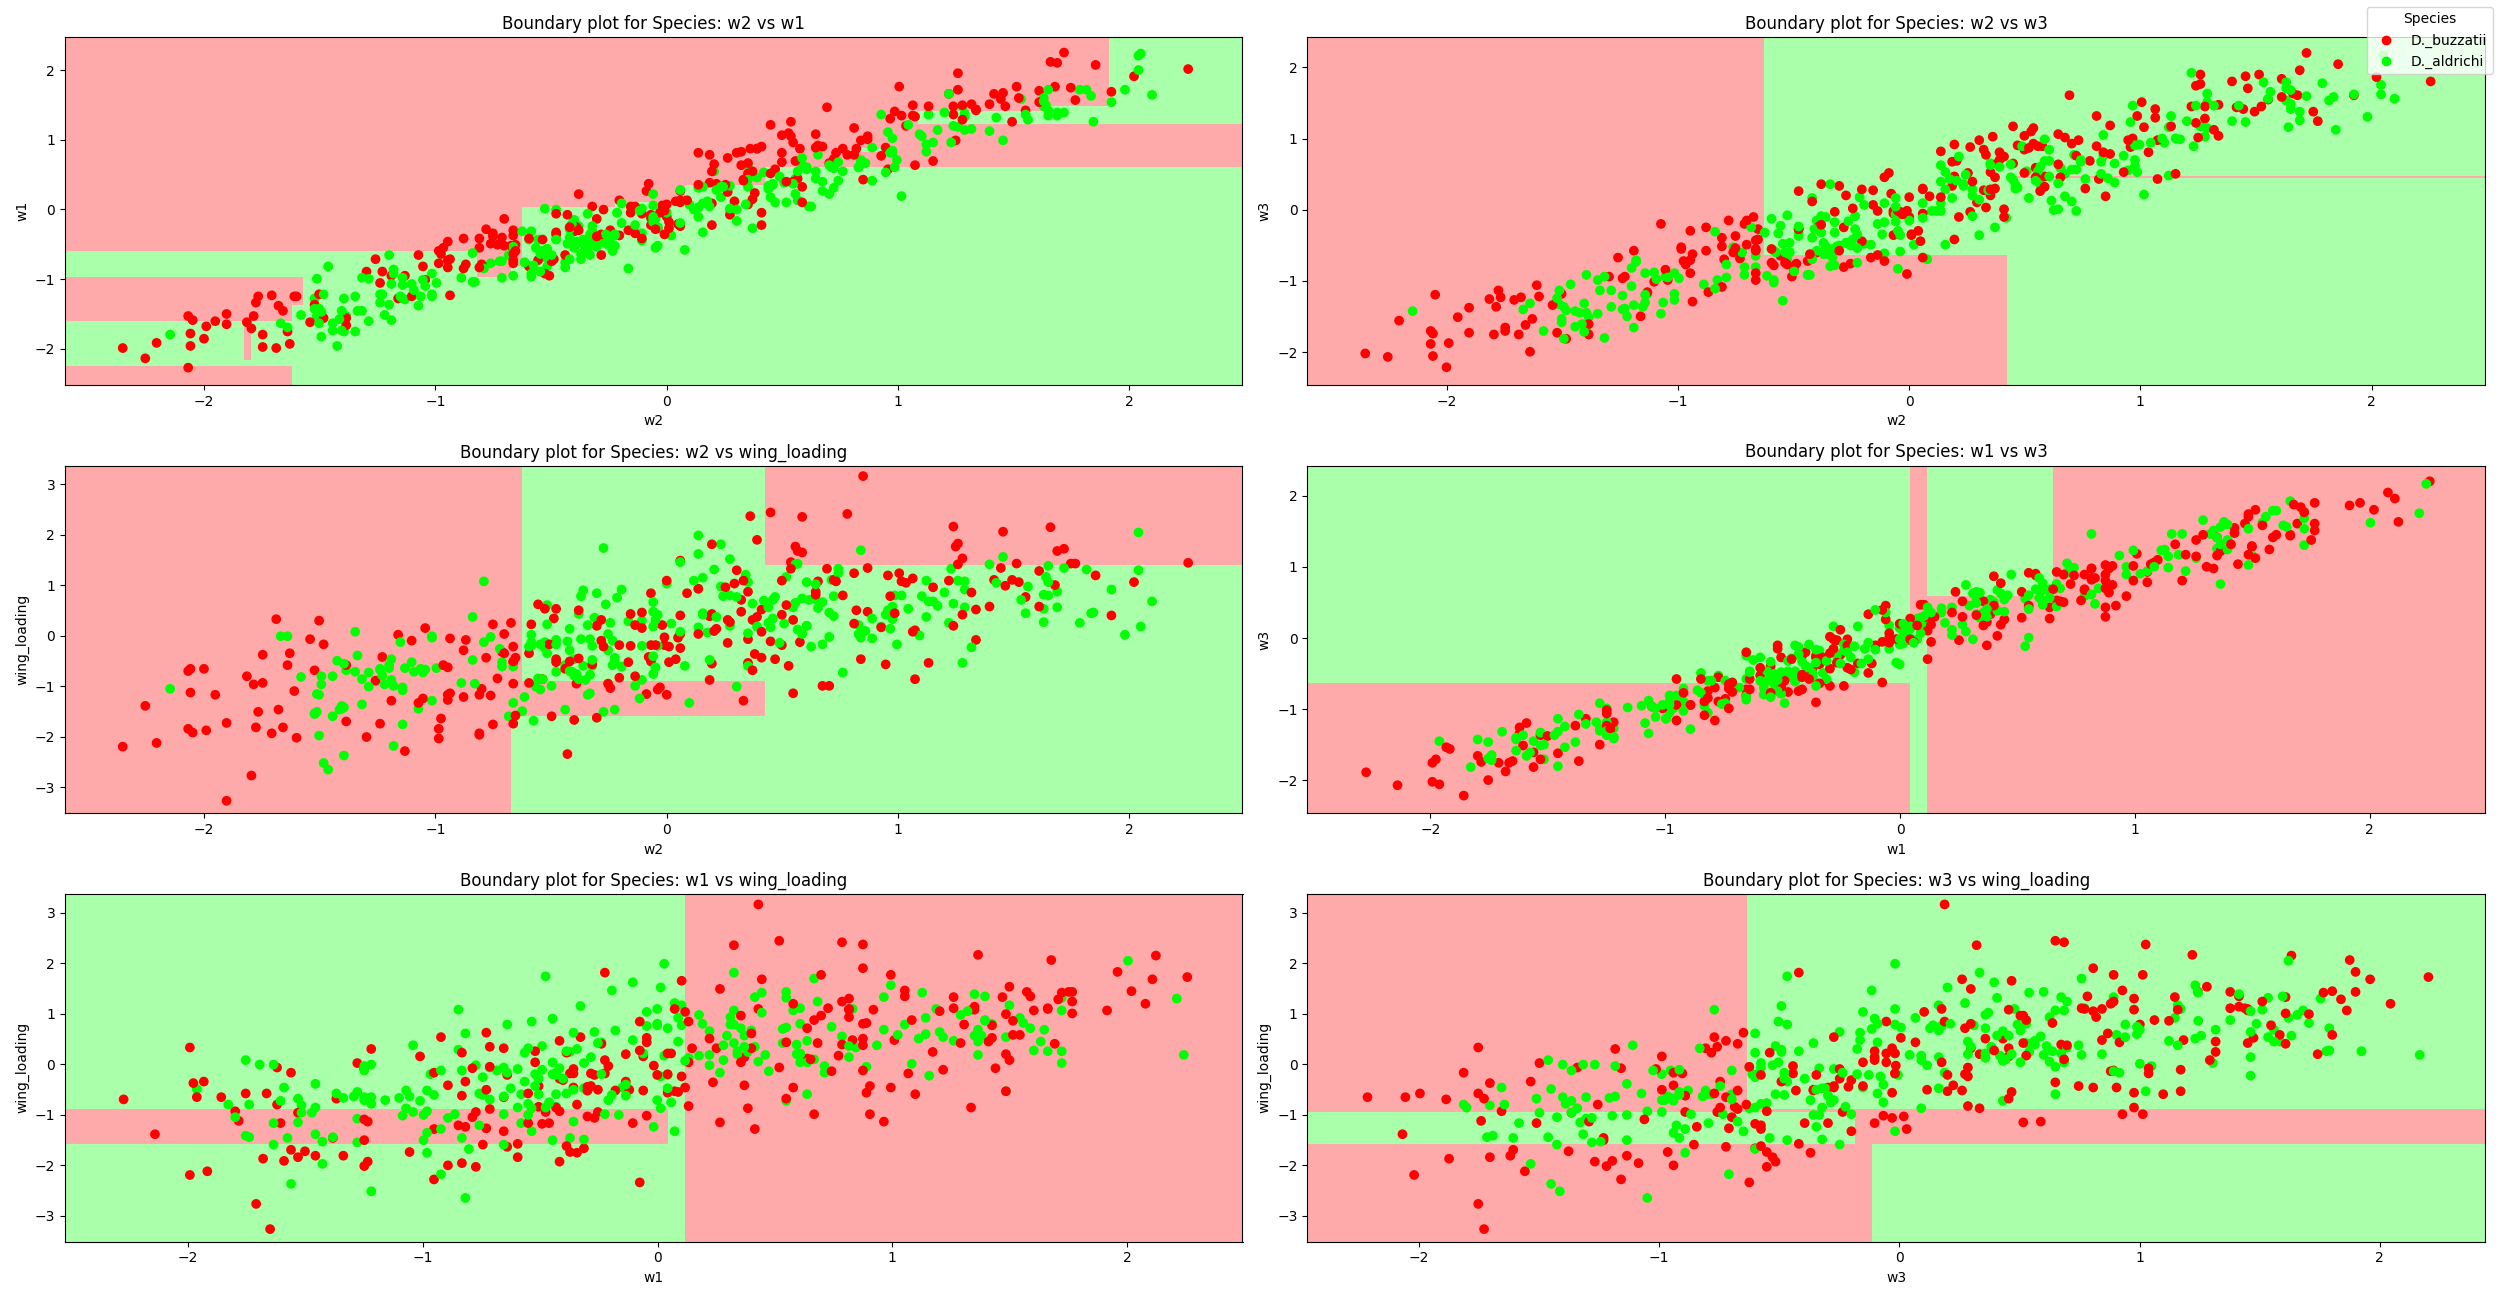 Boundary plot for Species: w2 vs w1
w1
2
1
0
−1
−2
−2 −1 0 1 2
w2
Boundary plot for Species: w2 vs w3
w3
2
1
0
−1
−2
−2 −1 0 1 2
w2
Species
D._buzzatii
D._aldrichi
Boundary plot for Species: w2 vs wing_loading
wing_loading
3
2
1
0
−1
−2
−3
−2 −1 0 1 2
w2
Boundary plot for Species: w1 vs w3
w3
2
1
0
−1
−2
−2 −1 0 1 2
w1
Boundary plot for Species: w1 vs wing_loading
wing_loading
3
2
1
0
−1
−2
−3
−2 −1 0 1 2
w1
Boundary plot for Species: w3 vs wing_loading
wing_loading
3
2
1
0
−1
−2
−3
−2 −1 0 1 2
w3